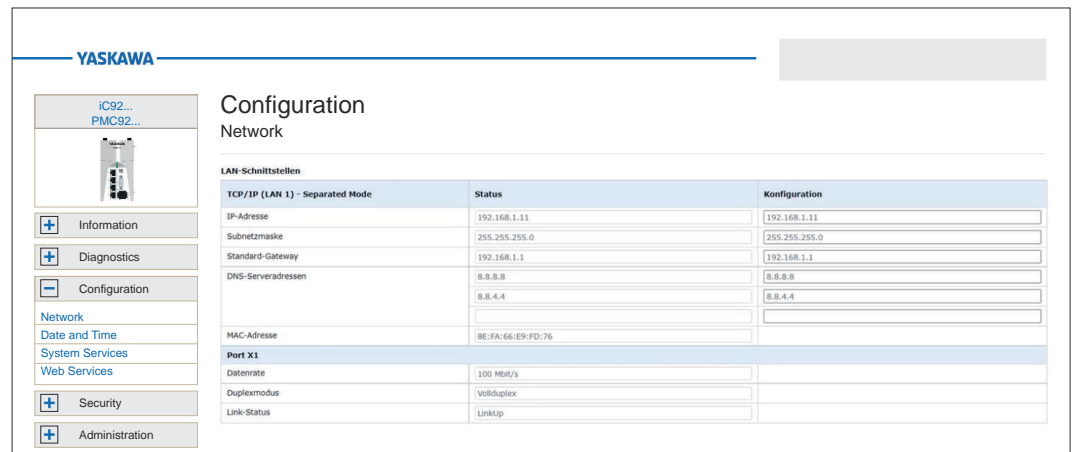 YASKAWA
iC92...
PMC92...
Information
Diagnostics
Configuration
Network
Date and Time
System Services
Web Services
Security
Administration
Configuration
Network
LAN-Schnittstellen
TCP/IP (LAN 1) - Separated Mode Status Konfiguration
IP-Adresse 192.168.1.11 192.168.1.11
Subnetzmaske 255.255.255.0 255.255.255.0
Standard-Gateway 192.168.1.1 192.168.1.1
DNS-Serveradressen 8.8.8.8 8.8.8.8
8.8.4.4 8.8.4.4
MAC-Adresse 8E:FA:66:E9:FD:76
Port X1
Datenrate 100 Mbit/s
Duplexmodus Vollduplex
Link-Status LinkUp